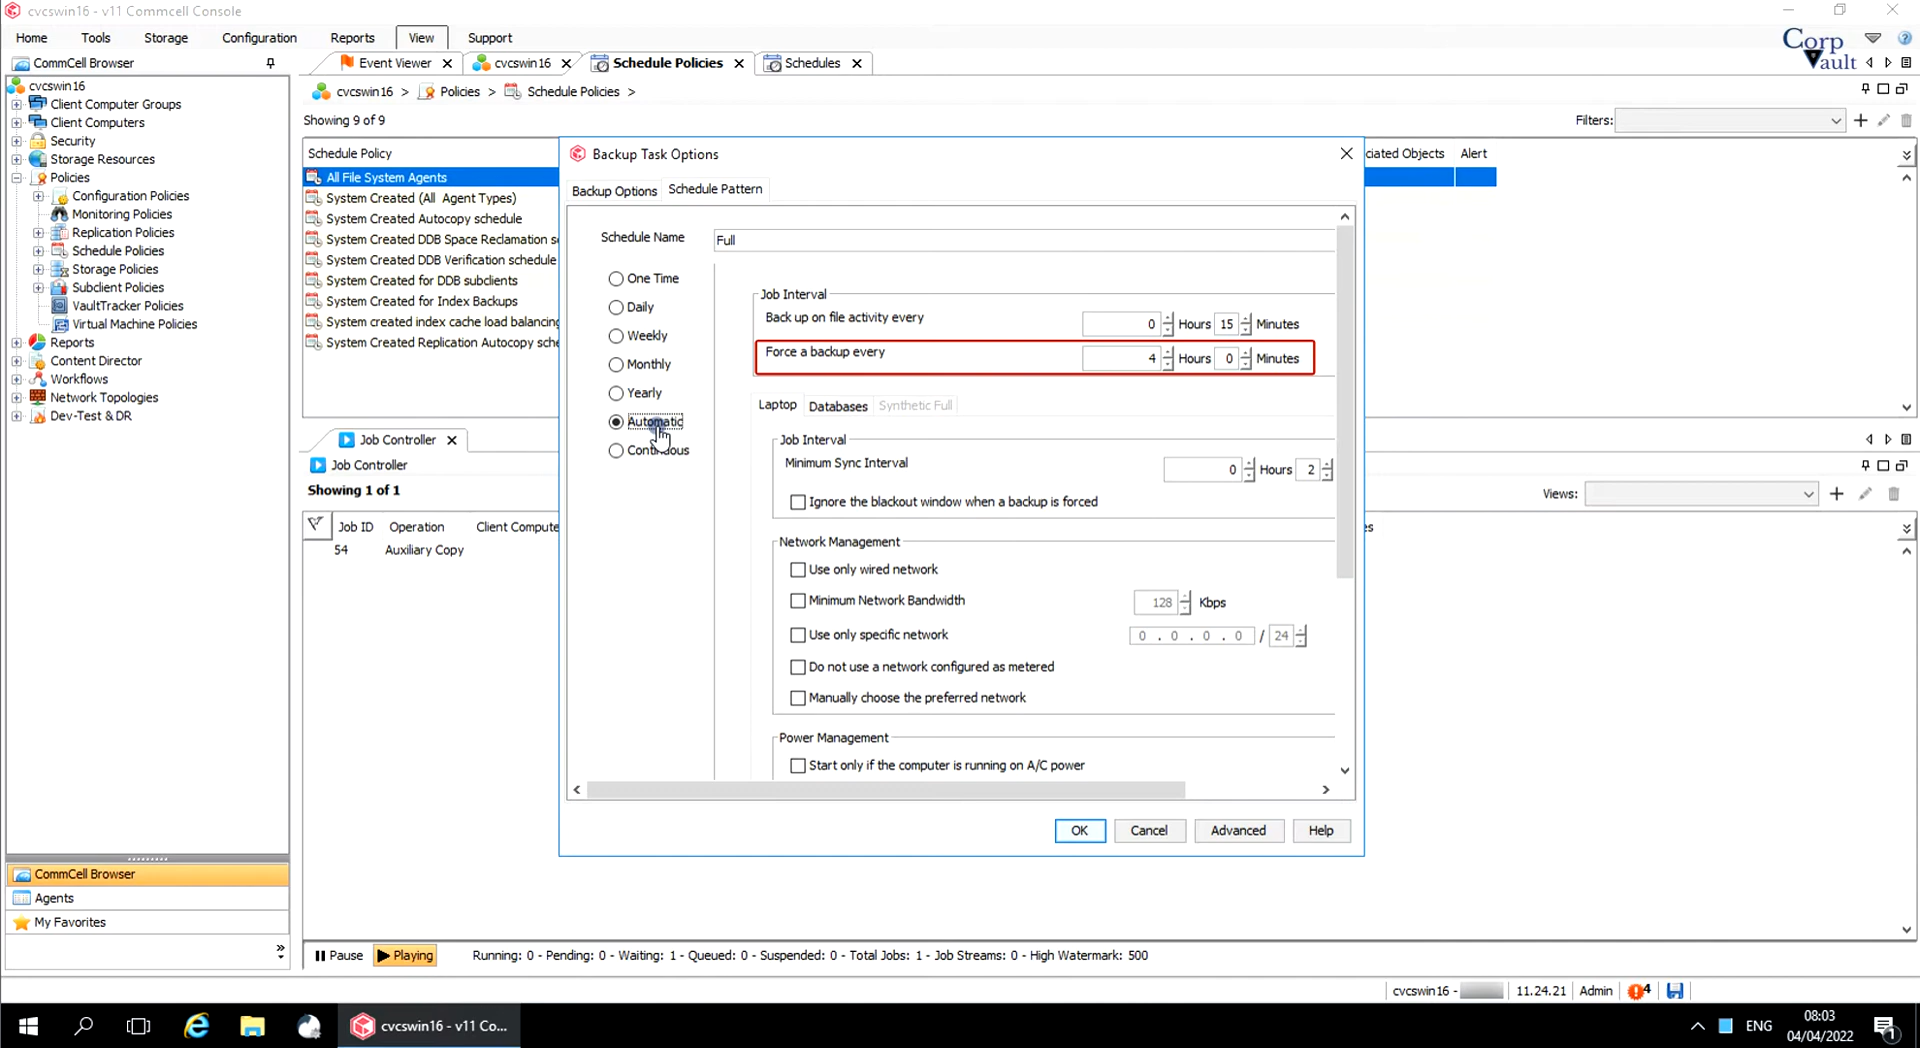 cvcswin16 - v11 Commcell Console
Home Tools Storage Configuration Reports View Support
Corp Vault
CommCell Browser
Event Viewer cvcswin16 Schedule Policies Schedules
cvcswin16
Client Computer Groups
Client Computers
Security
Storage Resources
Policies
Configuration Policies
Monitoring Policies
Replication Policies
Schedule Policies
Storage Policies
Subclient Policies
VaultTracker Policies
Virtual Machine Policies
Reports
Content Director
Workflows
Network Topologies
Dev-Test & DR
cvcswin16 > Policies > Schedule Policies >
Showing 9 of 9
Filters:
Schedule Policy
ciated Objects Alert
All File System Agents
System Created (All Agent Types)
System Created Autocopy schedule
System Created DDB Space Reclamation s
System Created DDB Verification schedule
System Created for DDB subclients
System Created for Index Backups
System created index cache load balancing
System Created Replication Autocopy sche
Backup Task Options
Backup Options Schedule Pattern
Schedule Name Full
One Time
Daily
Weekly
Monthly
Yearly
Automatic
Continuous
Job Interval
Back up on file activity every 0 Hours 15 Minutes
Force a backup every 4 Hours 0 Minutes
Laptop Databases Synthetic Full
Job Interval
Minimum Sync Interval 0 Hours 2
Ignore the blackout window when a backup is forced
Network Management
Use only wired network
Minimum Network Bandwidth 128 Kbps
Use only specific network 0 . 0 . 0 . 0 / 24
Do not use a network configured as metered
Manually choose the preferred network
Power Management
Start only if the computer is running on A/C power
OK Cancel Advanced Help
Job Controller
Job Controller
Showing 1 of 1
Views:
Job ID Operation Client Compute
es
54 Auxiliary Copy
CommCell Browser
Agents
My Favorites
Pause Playing Running: 0 - Pending: 0 - Waiting: 1 - Queued: 0 - Suspended: 0 - Total Jobs: 1 - Job Streams: 0 - High Watermark: 500
cvcswin16 - 11.24.21 Admin 4
cvcswin16 - v11 Co...
ENG
08:03
04/04/2022
1